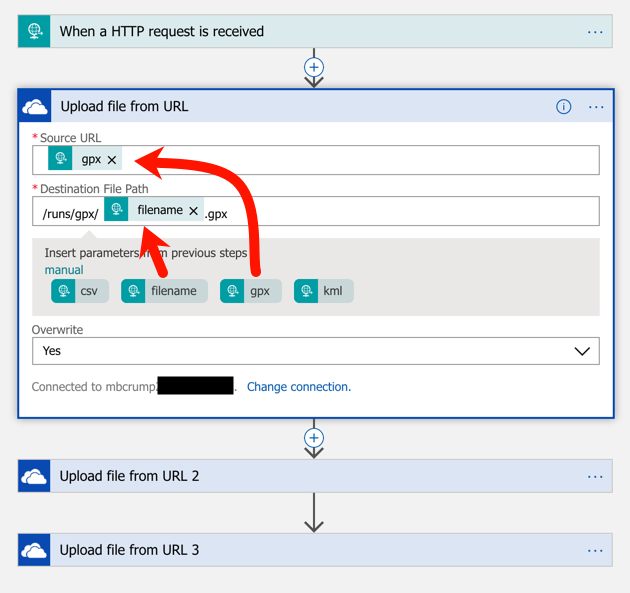 When a HTTP request is received
Upload file from URL
* Source URL
gpx
* Destination File Path
/runs/gpx/ filename .gpx
Insert parameters from previous steps
manual
csv filename gpx kml
Overwrite
Yes
Connected to mbcrump . Change connection.
Upload file from URL 2
Upload file from URL 3